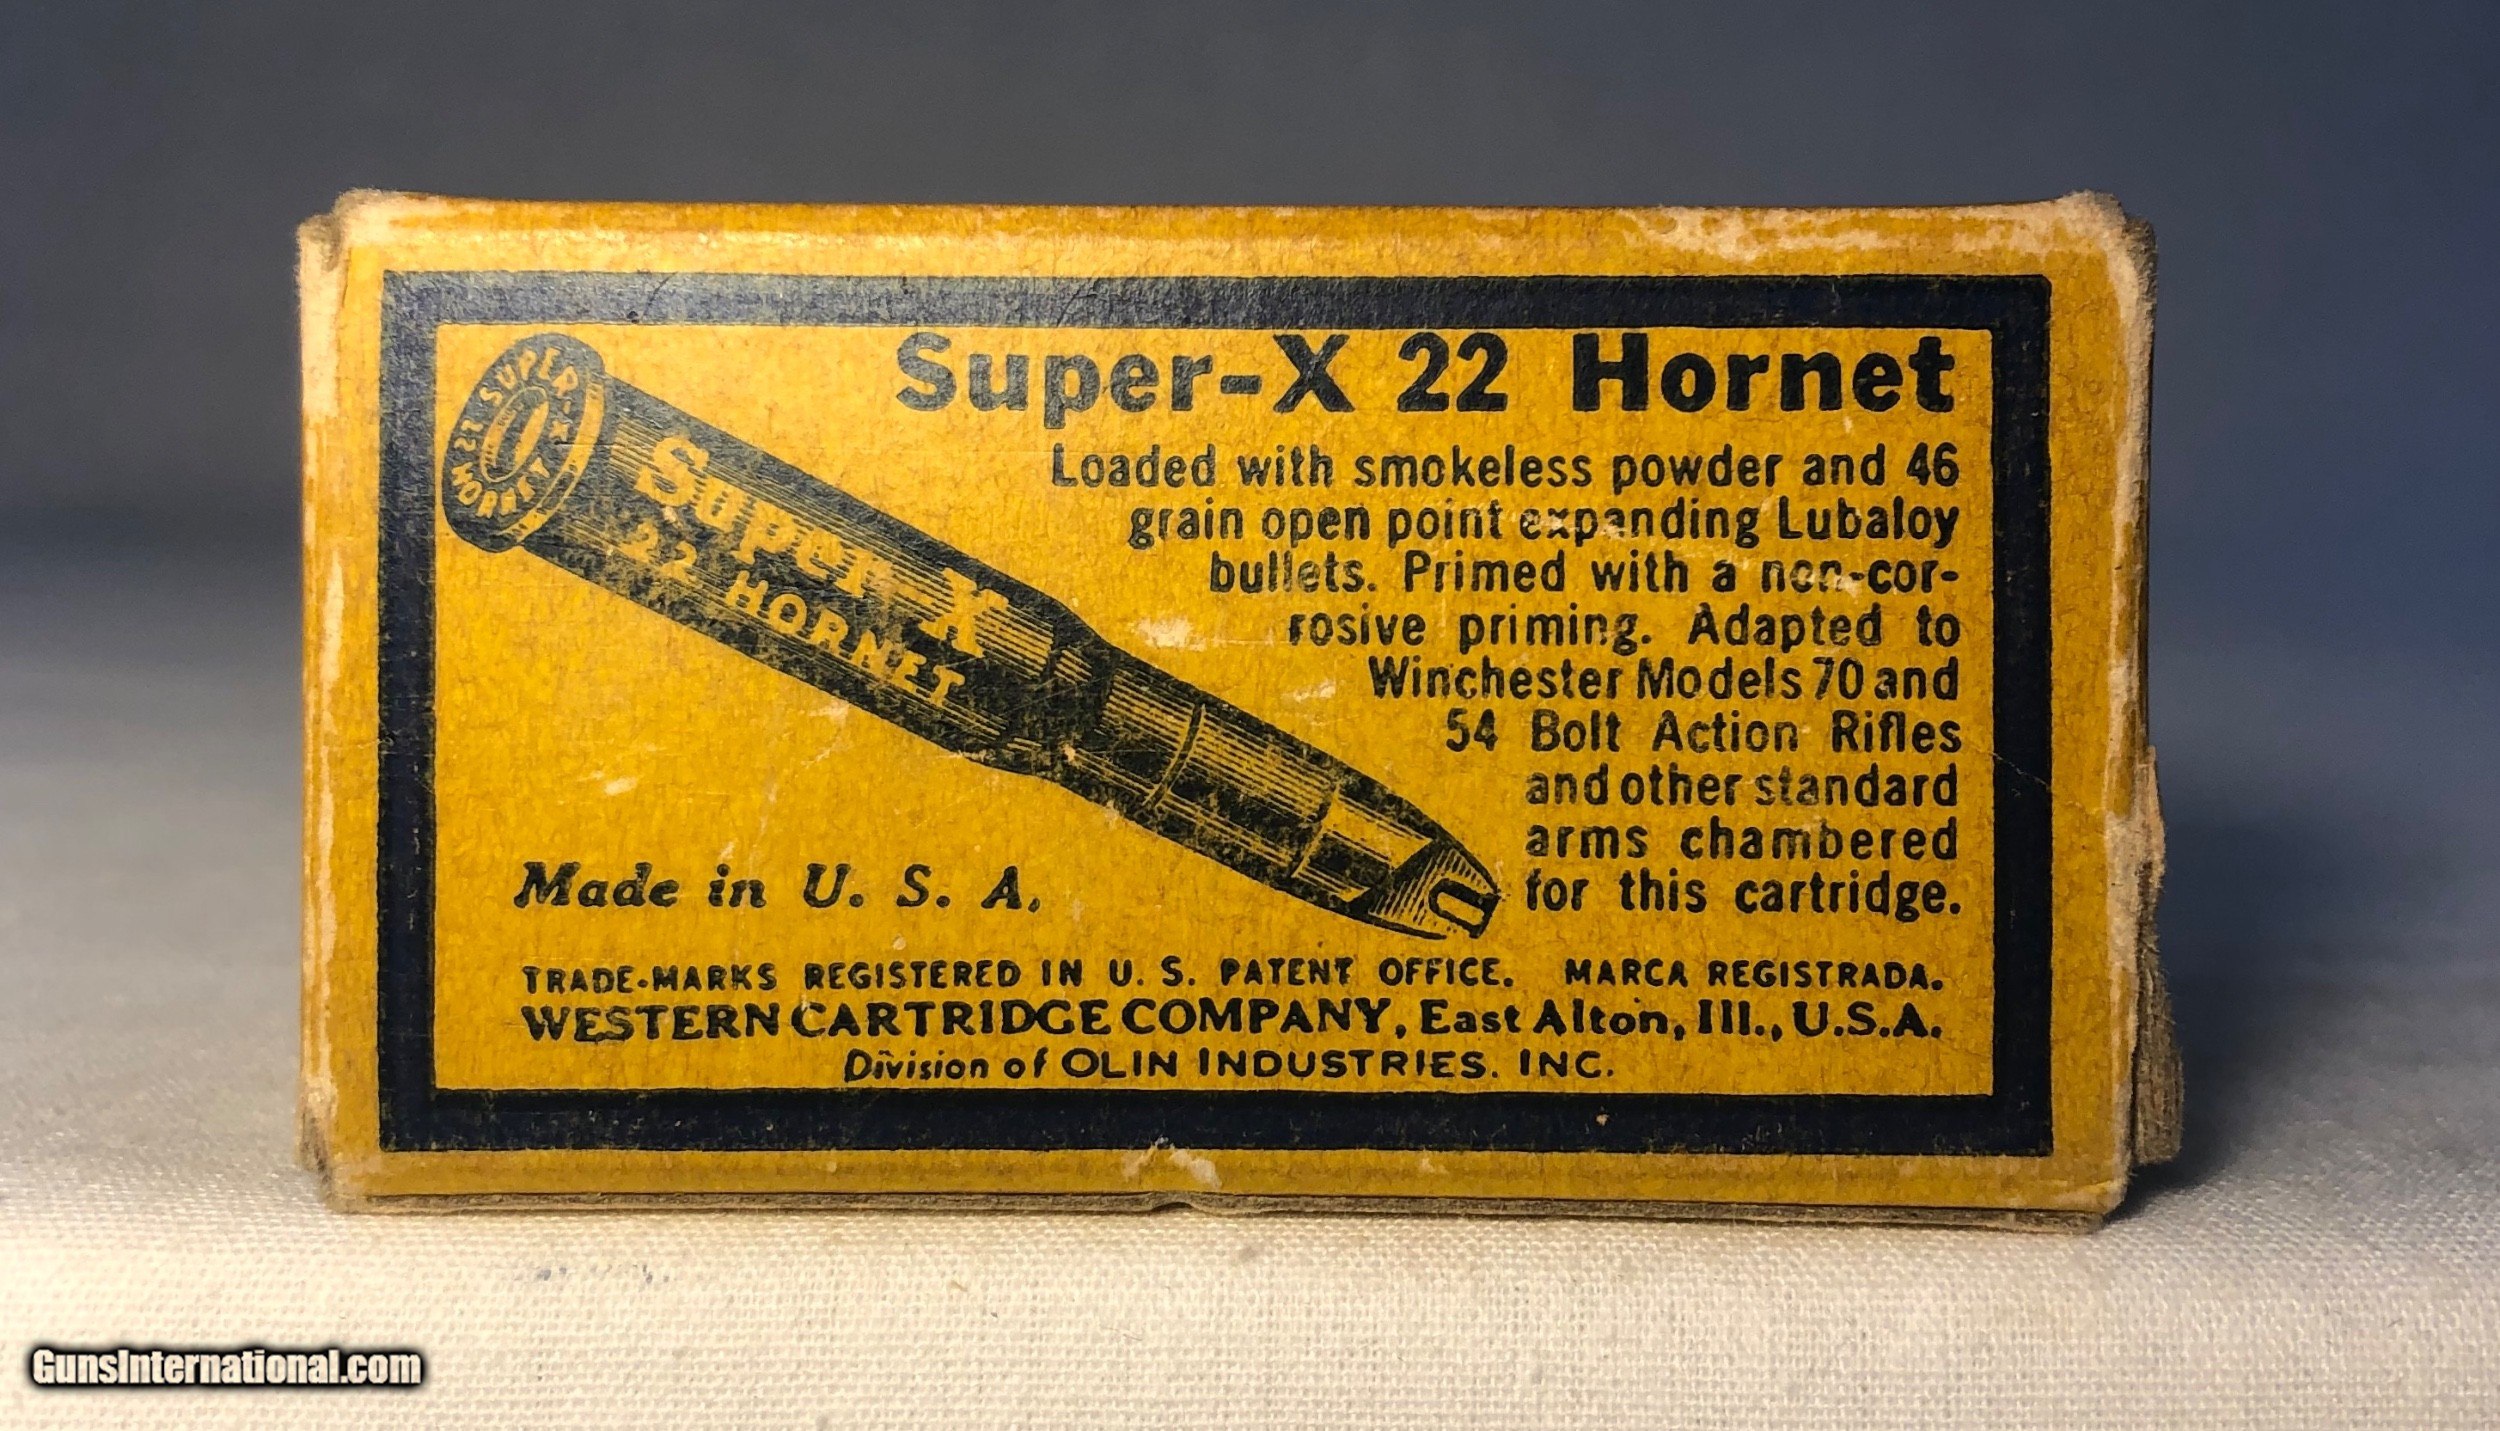 Super-X 22 Hornet
Loaded with smokeless powder and 46
grain open point expanding Lubaloy
bullets. Primed with a non-cor-
rosive priming. Adapted to
Winchester Models 70 and
54 Bolt Action Rifles
and other standard
arms chambered
for this cartridge.
SUPER-X
22 HORNET
Super-X
22 HORNET
Made in U. S. A.
TRADE-MARKS REGISTERED IN U. S. PATENT OFFICE. MARCA REGISTRADA.
WESTERN CARTRIDGE COMPANY, East Alton, Ill., U.S.A.
Division of OLIN INDUSTRIES, INC.
GunsInternational.com